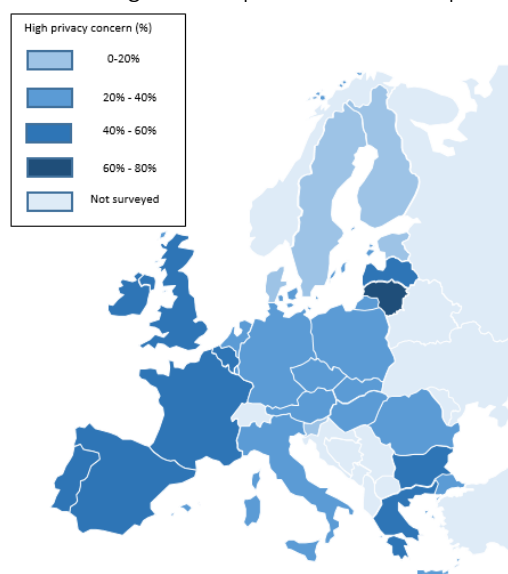 High privacy concern (%)
0-20%
20% - 40%
40% - 60%
60% - 80%
Not surveyed